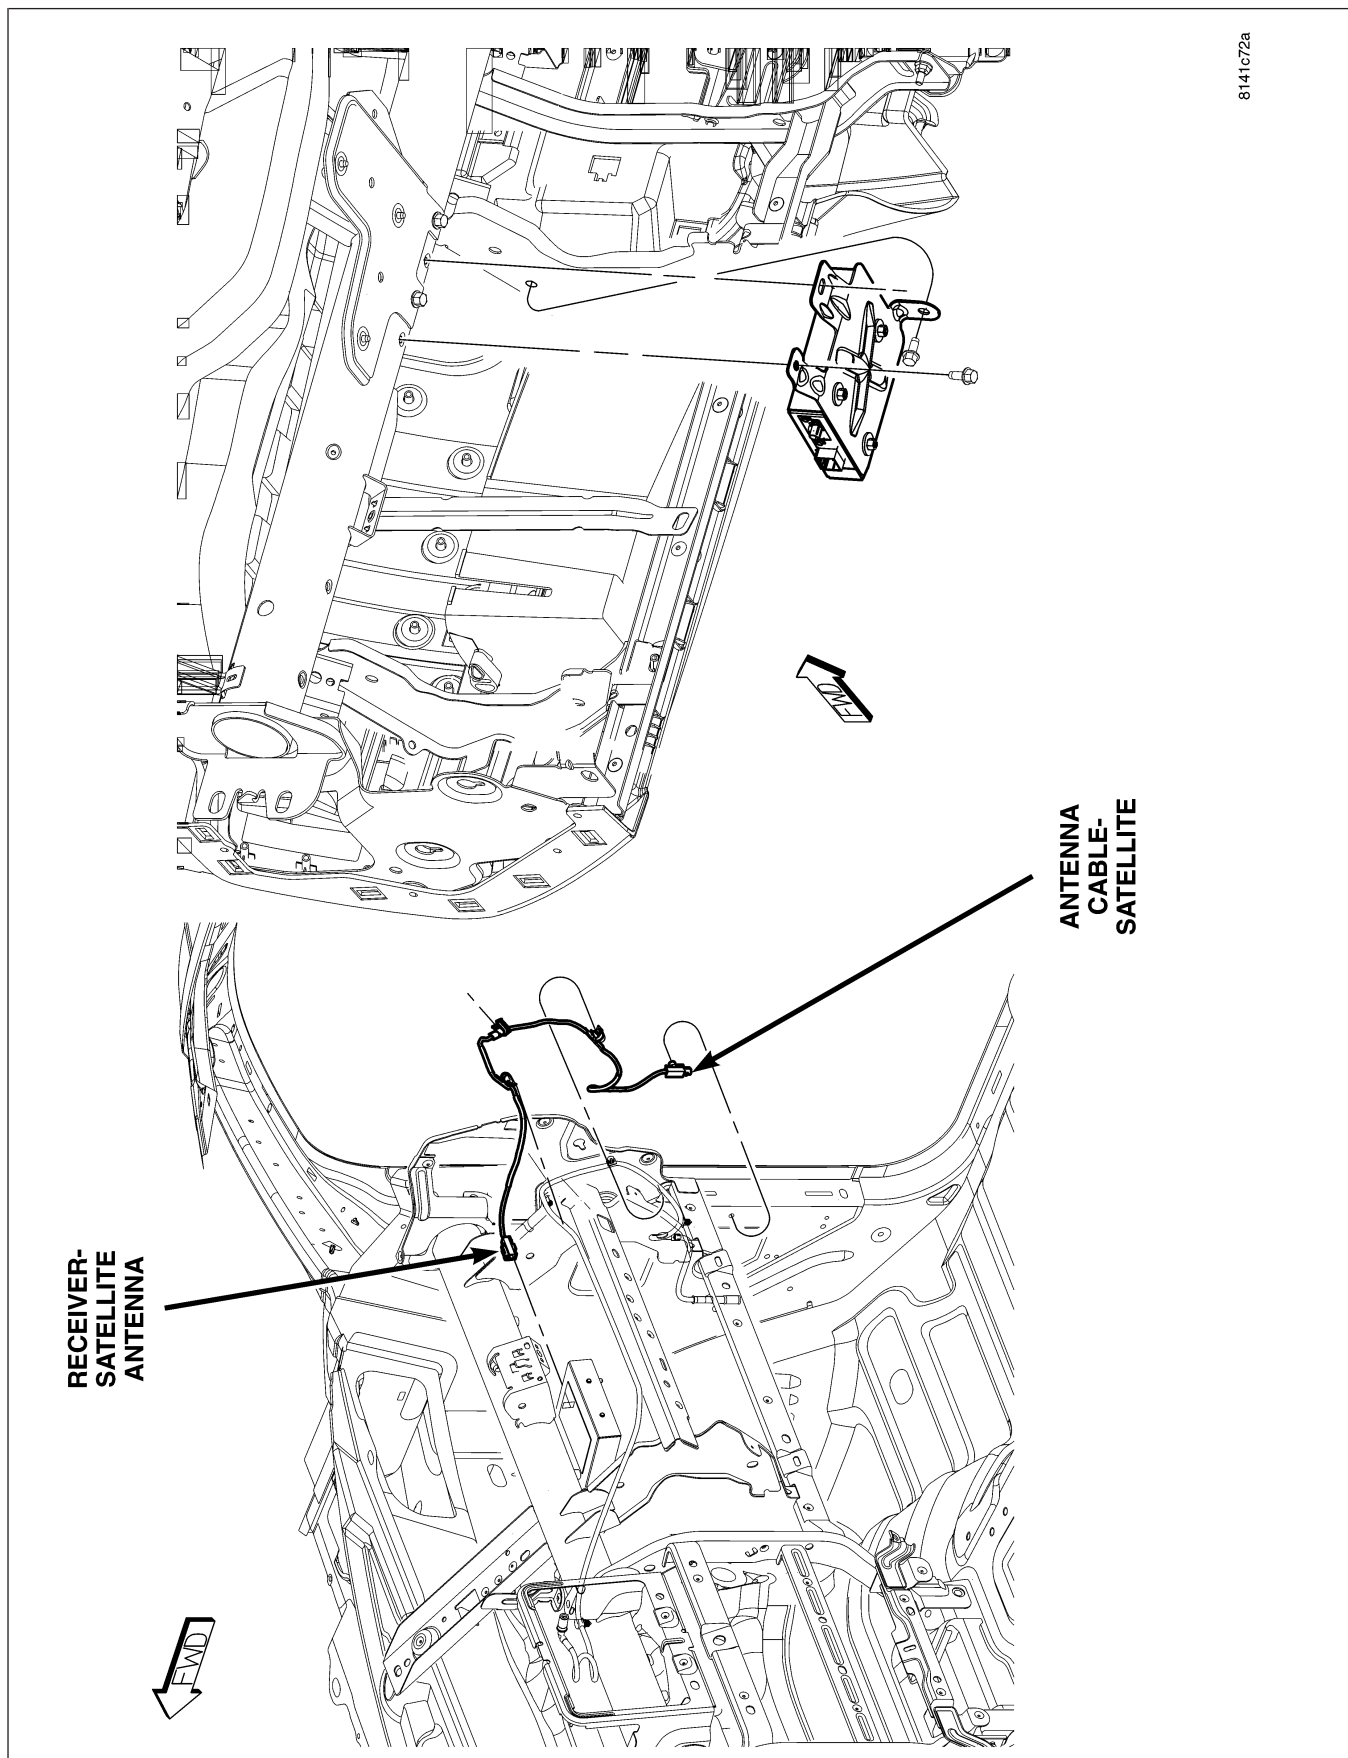 8141c72a
FWD
ANTENNA
CABLE-
SATELLITE
RECEIVER-
SATELLITE
ANTENNA
FWD